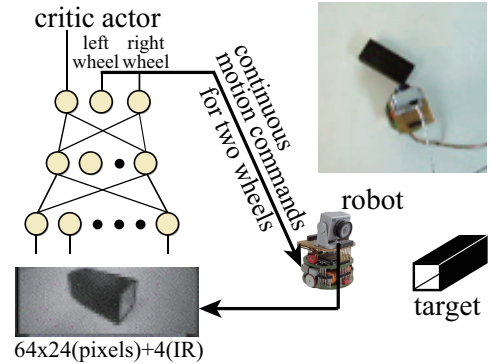 critic actor
left right
wheel wheel
continuous
motion commands
for two wheels
robot
target
64x24(pixels)+4(IR)